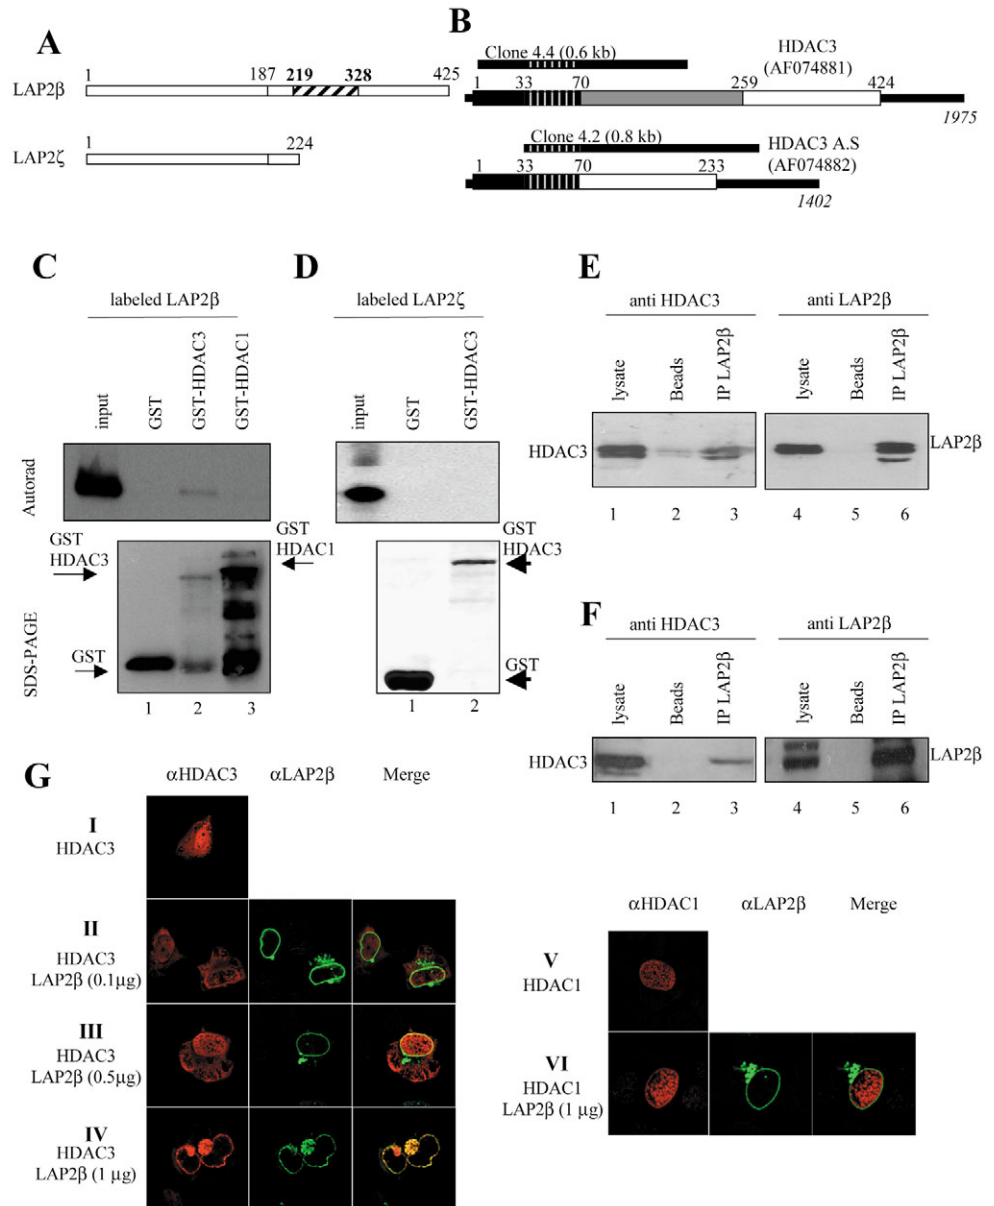 A
1 187 219 328 425
LAP2β
1 224
LAP2ζ
B
Clone 4.4 (0.6 kb) HDAC3
(AF074881)
1 33 70 259 424
1975
Clone 4.2 (0.8 kb) HDAC3 A.S
(AF074882)
1 33 70 233
1402
C
labeled LAP2β
input GST GST-HDAC3 GST-HDAC1
Autorad
GST
HDAC3
GST
HDAC1
GST
SDS-PAGE
1 2 3
D
labeled LAP2ζ
input GST GST-HDAC3
GST
HDAC3
GST
1 2
E
anti HDAC3 anti LAP2β
lysate Beads IP LAP2β lysate Beads IP LAP2β
HDAC3 LAP2β
1 2 3 4 5 6
F
anti HDAC3 anti LAP2β
lysate Beads IP LAP2β lysate Beads IP LAP2β
HDAC3 LAP2β
1 2 3 4 5 6
G
αHDAC3 αLAP2β Merge
I
HDAC3
II
HDAC3
LAP2β (0.1µg)
III
HDAC3
LAP2β (0.5µg)
IV
HDAC3
LAP2β (1 µg)
αHDAC1 αLAP2β Merge
V
HDAC1
VI
HDAC1
LAP2β (1 µg)